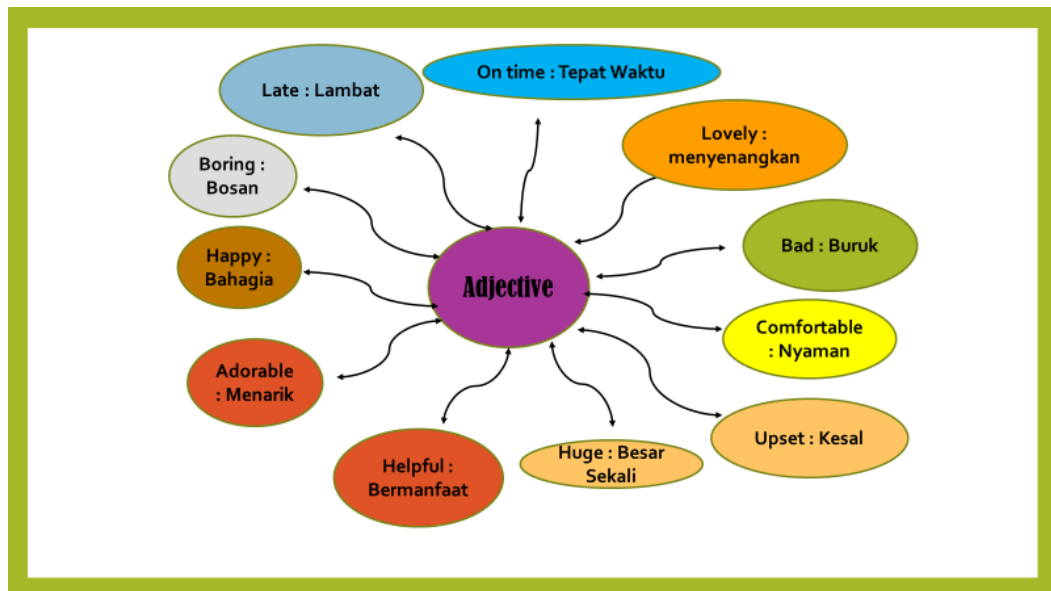 Late : Lambat
On time : Tepat Waktu
Lovely :
menyenangkan
Boring :
Bosan
Bad : Buruk
Happy :
Bahagia
Adjective
Comfortable
: Nyaman
Adorable
: Menarik
Upset : Kesal
Helpful :
Bermanfaat
Huge : Besar
Sekali